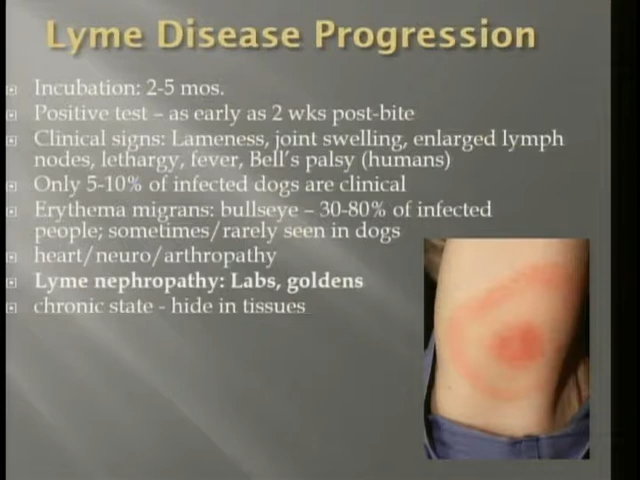 Lyme Disease Progression
Incubation: 2-5 mos.
Positive test – as early as 2 wks post-bite
Clinical signs: Lameness, joint swelling, enlarged lymph
nodes, lethargy, fever, Bell's palsy (humans)
Only 5-10% of infected dogs are clinical
Erythema migrans: bullseye – 30-80% of infected
people; sometimes/rarely seen in dogs
heart/neuro/arthropathy
Lyme nephropathy: Labs, goldens
chronic state - hide in tissues